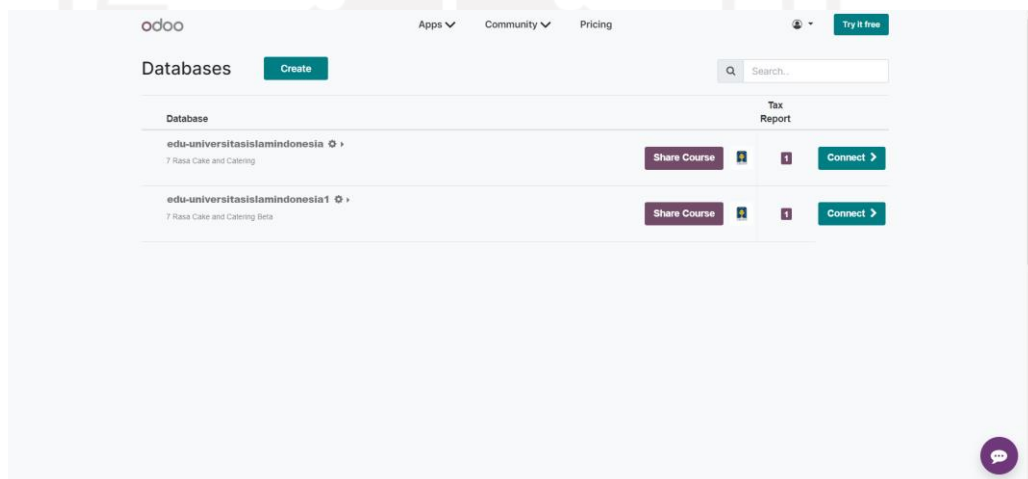 odoo Apps Community Pricing Try it free
Databases Create Search..
Database Tax Report
edu-universitasislamindonesia
7 Rasa Cake and Catering
Share Course 1 Connect
edu-universitasislamindonesia1
7 Rasa Cake and Catering Beta
Share Course 1 Connect